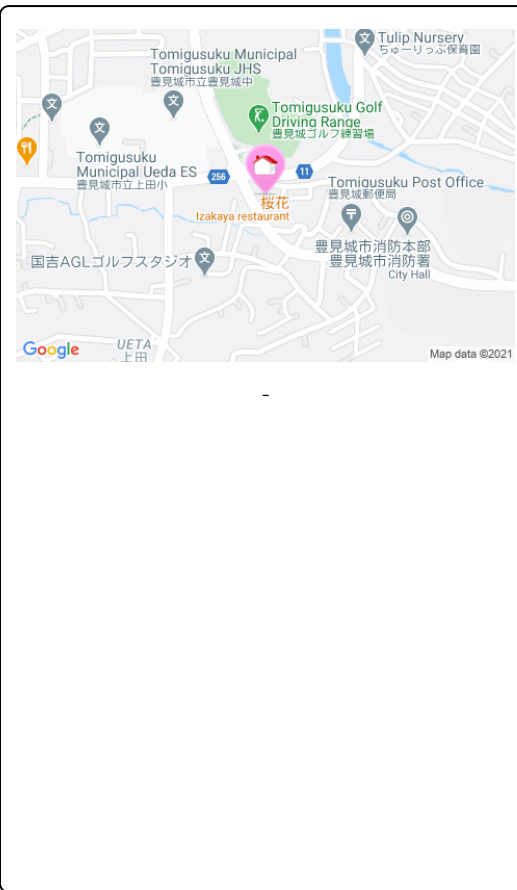 Tulip Nursery
ちゅーりっぷ保育園
Tomigusuku Municipal
Tomigusuku JHS
豊見城市立豊見城中
文
文
文
文
Tomigusuku Golf
Driving Range
豊見城ゴルフ練習場
Tomigusuku
Municipal Ueda ES
豊見城市立上田小
256
11
Tomigusuku Post Office
豊見城郵便局
桜花
Izakaya restaurant
〒
豊見城市消防本部
豊見城市消防署
City Hall
国吉AGLゴルフスタジオ
文
UETA
上田
Google
Map data ©2021
-